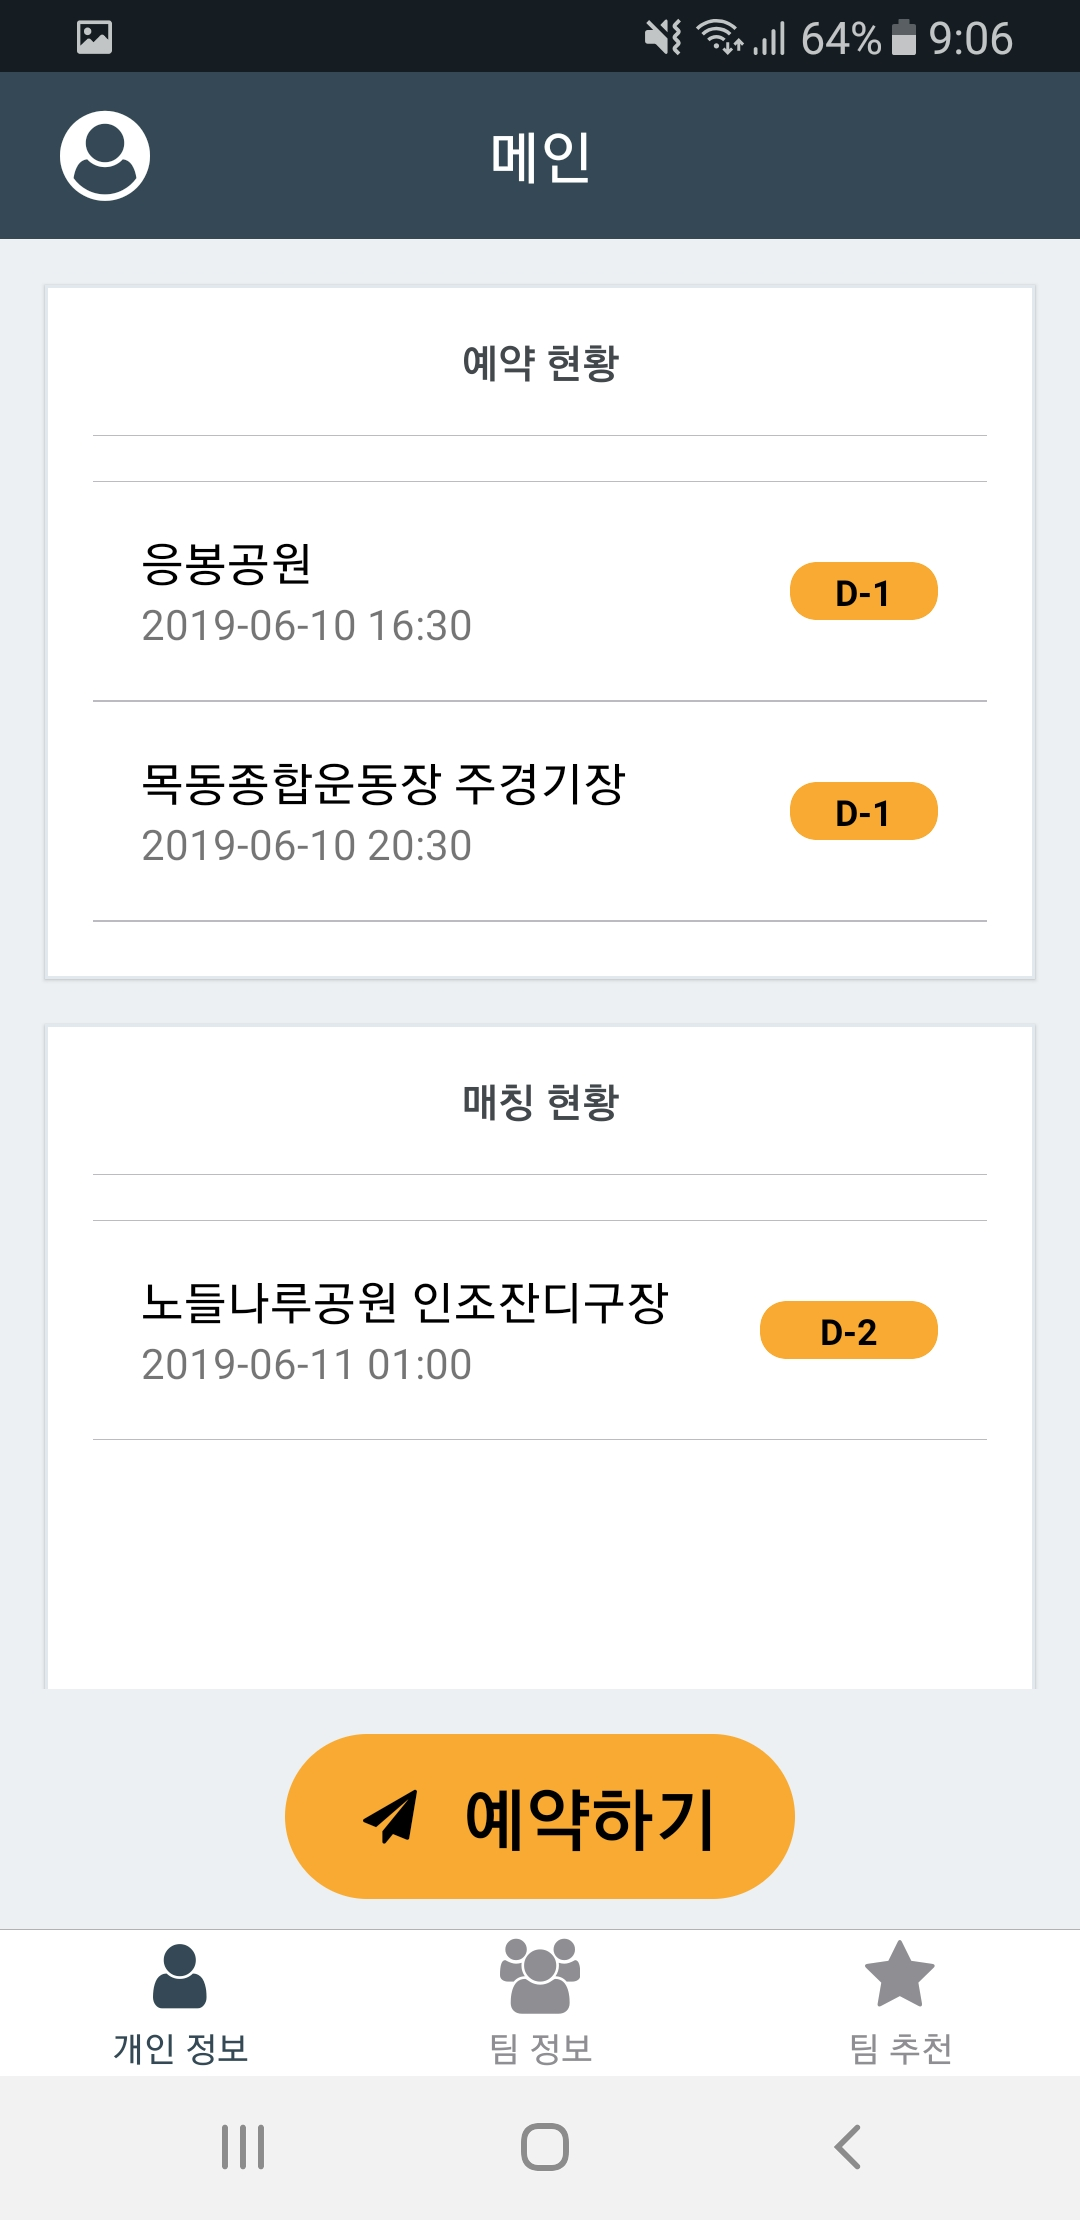 64% 9:06
메인
예약 현황
응봉공원
2019-06-10 16:30
D-1
목동종합운동장 주경기장
2019-06-10 20:30
D-1
매칭 현황
노들나루공원 인조잔디구장
2019-06-11 01:00
D-2
예약하기
개인 정보
팀 정보
팀 추천